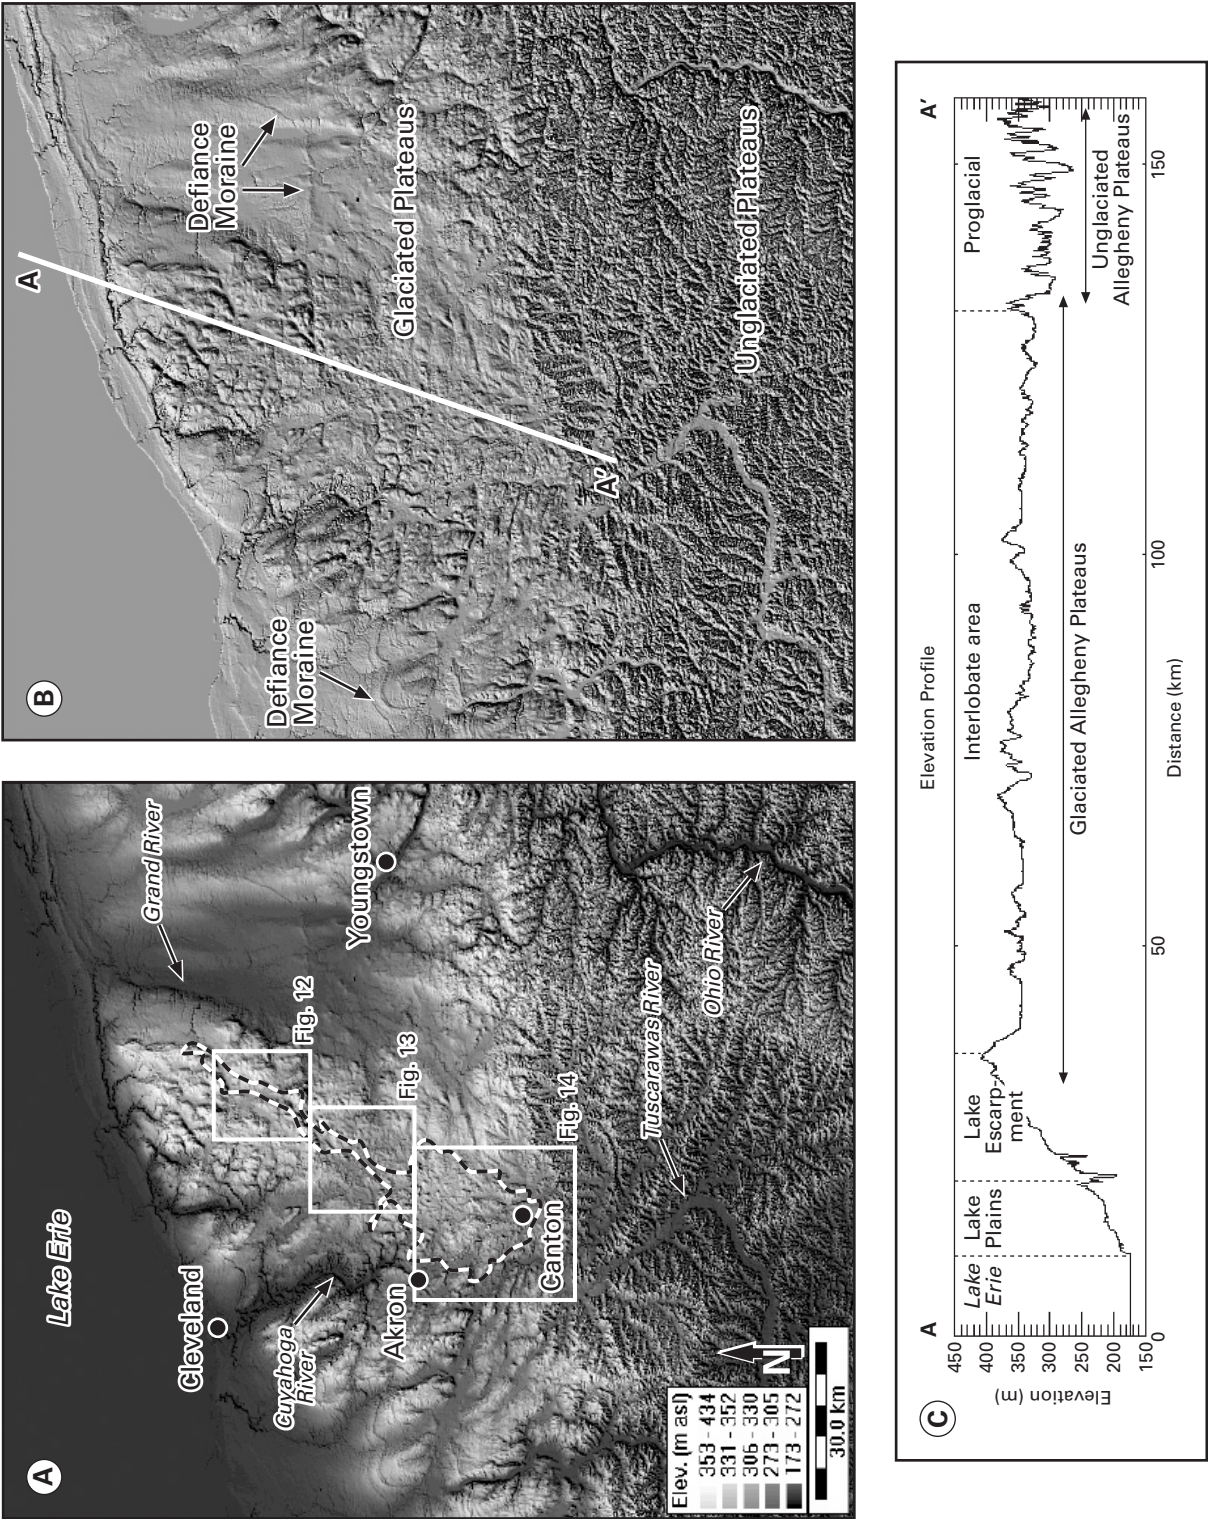 A
Lake Erie
Cleveland
Cuyahoga
River
Akron
Canton
Grand River
Youngstown
Fig. 12
Fig. 13
Fig. 14
Tuscarawas River
Ohio River
N
Elev. (m asl)
353 - 434
331 - 352
306 - 330
273 - 305
173 - 272
30.0 km
B
Defiance
Moraine
A
Defiance
Moraine
Glaciated Plateaus
A'
Unglaciated Plateaus
C
Elevation Profile
A
A'
Lake
Erie
Lake
Plains
Lake
Escarp-
ment
Interlobate area
Proglacial
Glaciated Allegheny Plateaus
Unglaciated
Allegheny Plateaus
Elevation (m)
450
400
350
300
250
200
150
0
50
100
150
Distance (km)